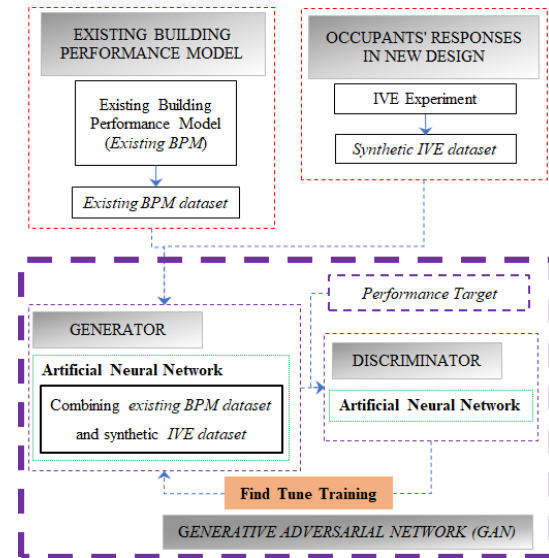 EXISTING BUILDING
PERFORMANCE MODEL
Existing Building
Performance Model
(Existing BPM)
Existing BPM dataset
OCCUPANTS' RESPONSES
IN NEW DESIGN
IVE Experiment
Synthetic IVE dataset
Performance Target
GENERATOR
Artificial Neural Network
Combining existing BPM dataset
and synthetic IVE dataset
DISCRIMINATOR
Artificial Neural Network
Find Tune Training
GENERATIVE ADVERSARIAL NETWORK (GAN)